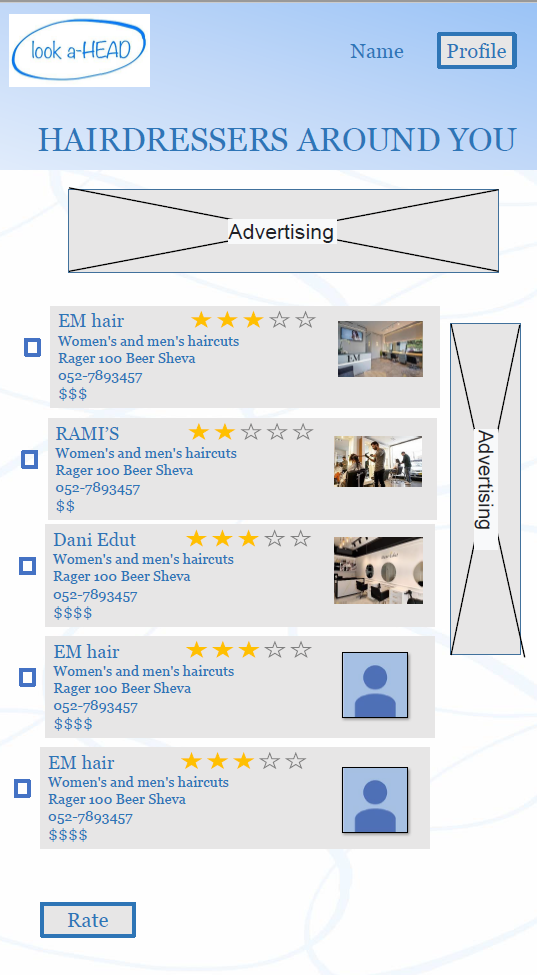 look a-HEAD
Name
Profile
HAIRDRESSERS AROUND YOU
Advertising
EM hair
Women's and men's haircuts
Rager 100 Beer Sheva
052-7893457
$$$
RAMI'S
Women's and men's haircuts
Rager 100 Beer Sheva
052-7893457
$$
Dani Edut
Women's and men's haircuts
Rager 100 Beer Sheva
052-7893457
$$$$
EM hair
Women's and men's haircuts
Rager 100 Beer Sheva
052-7893457
$$$$
EM hair
Women's and men's haircuts
Rager 100 Beer Sheva
052-7893457
$$$$
Advertising
Rate